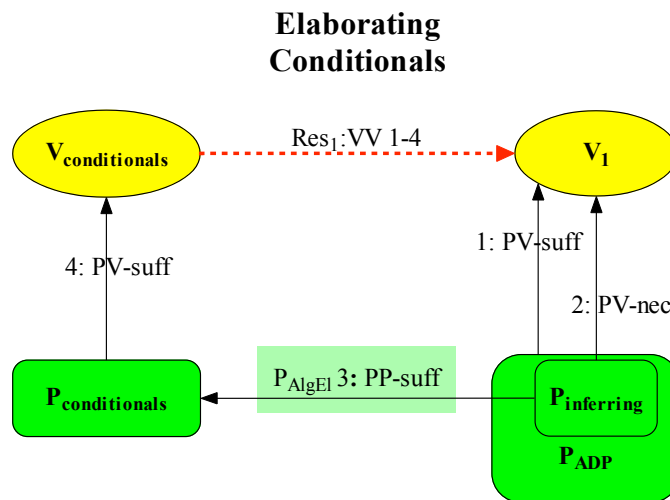 Elaborating
Conditionals
V conditionals
Res1:VV 1-4
V1
1: PV-suff
4: PV-suff
2: PV-nec
PAlgEl 3: PP-suff
Pconditionals
Pinferring
PADP